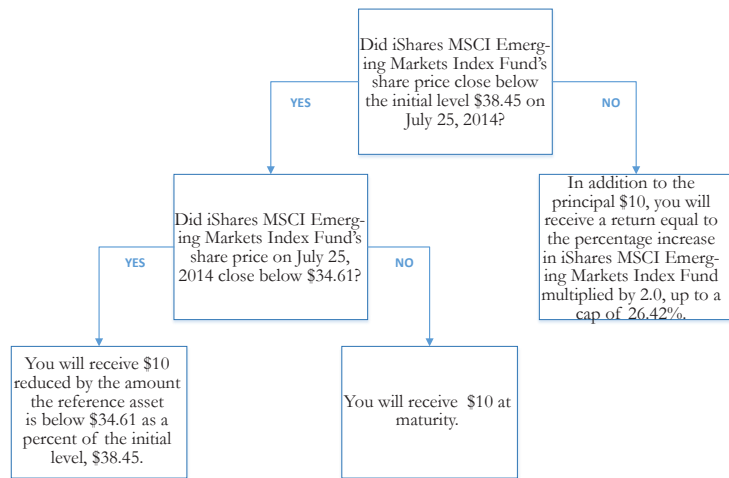 Did iShares MSCI Emerg-
ing Markets Index Fund's
share price close below
the initial level $38.45 on
July 25, 2014?
YES
NO
Did iShares MSCI Emerg-
ing Markets Index Fund's
share price on July 25,
2014 close below $34.61?
In addition to the
principal $10, you will
receive a return equal to
the percentage increase
in iShares MSCI Emerg-
ing Markets Index Fund
multiplied by 2.0, up to a
cap of 26.42%.
YES
NO
You will receive $10
reduced by the amount
the reference asset
is below $34.61 as a
percent of the initial
level, $38.45.
You will receive $10 at
maturity.